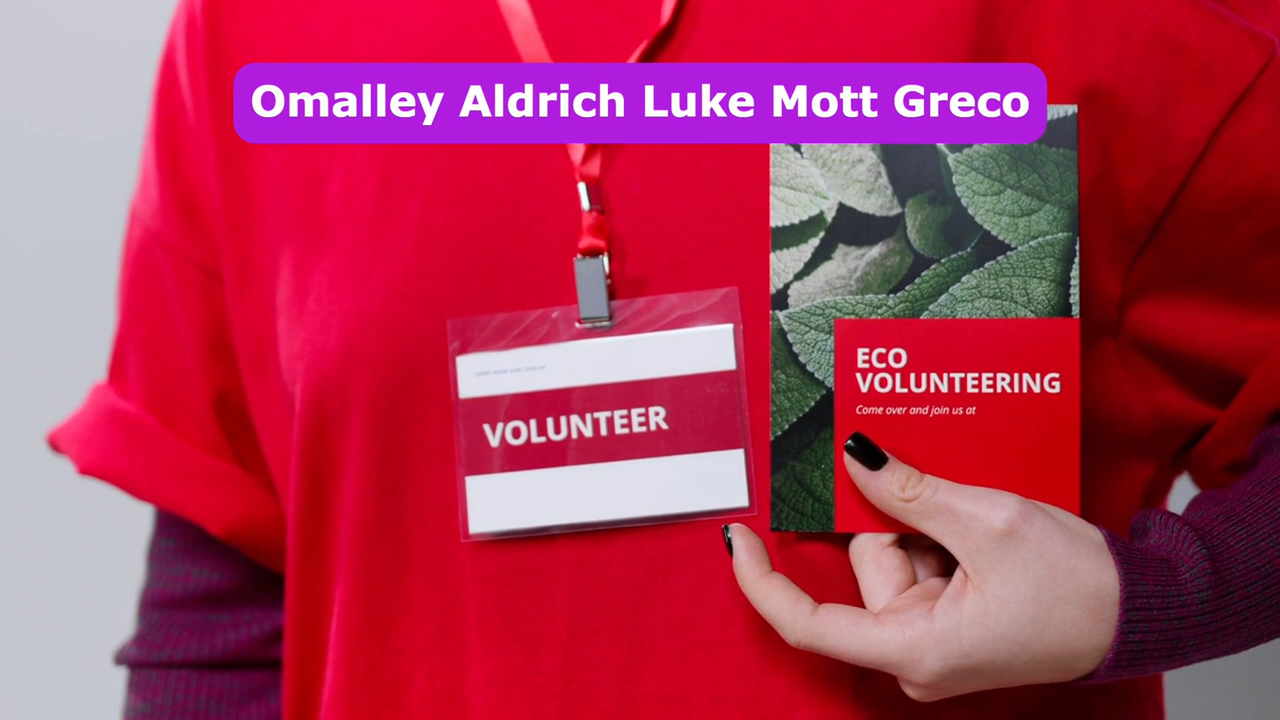 Omalley Aldrich Luke Mott Greco
VOLUNTEER
ECO
VOLUNTEERING
Come over and join us at